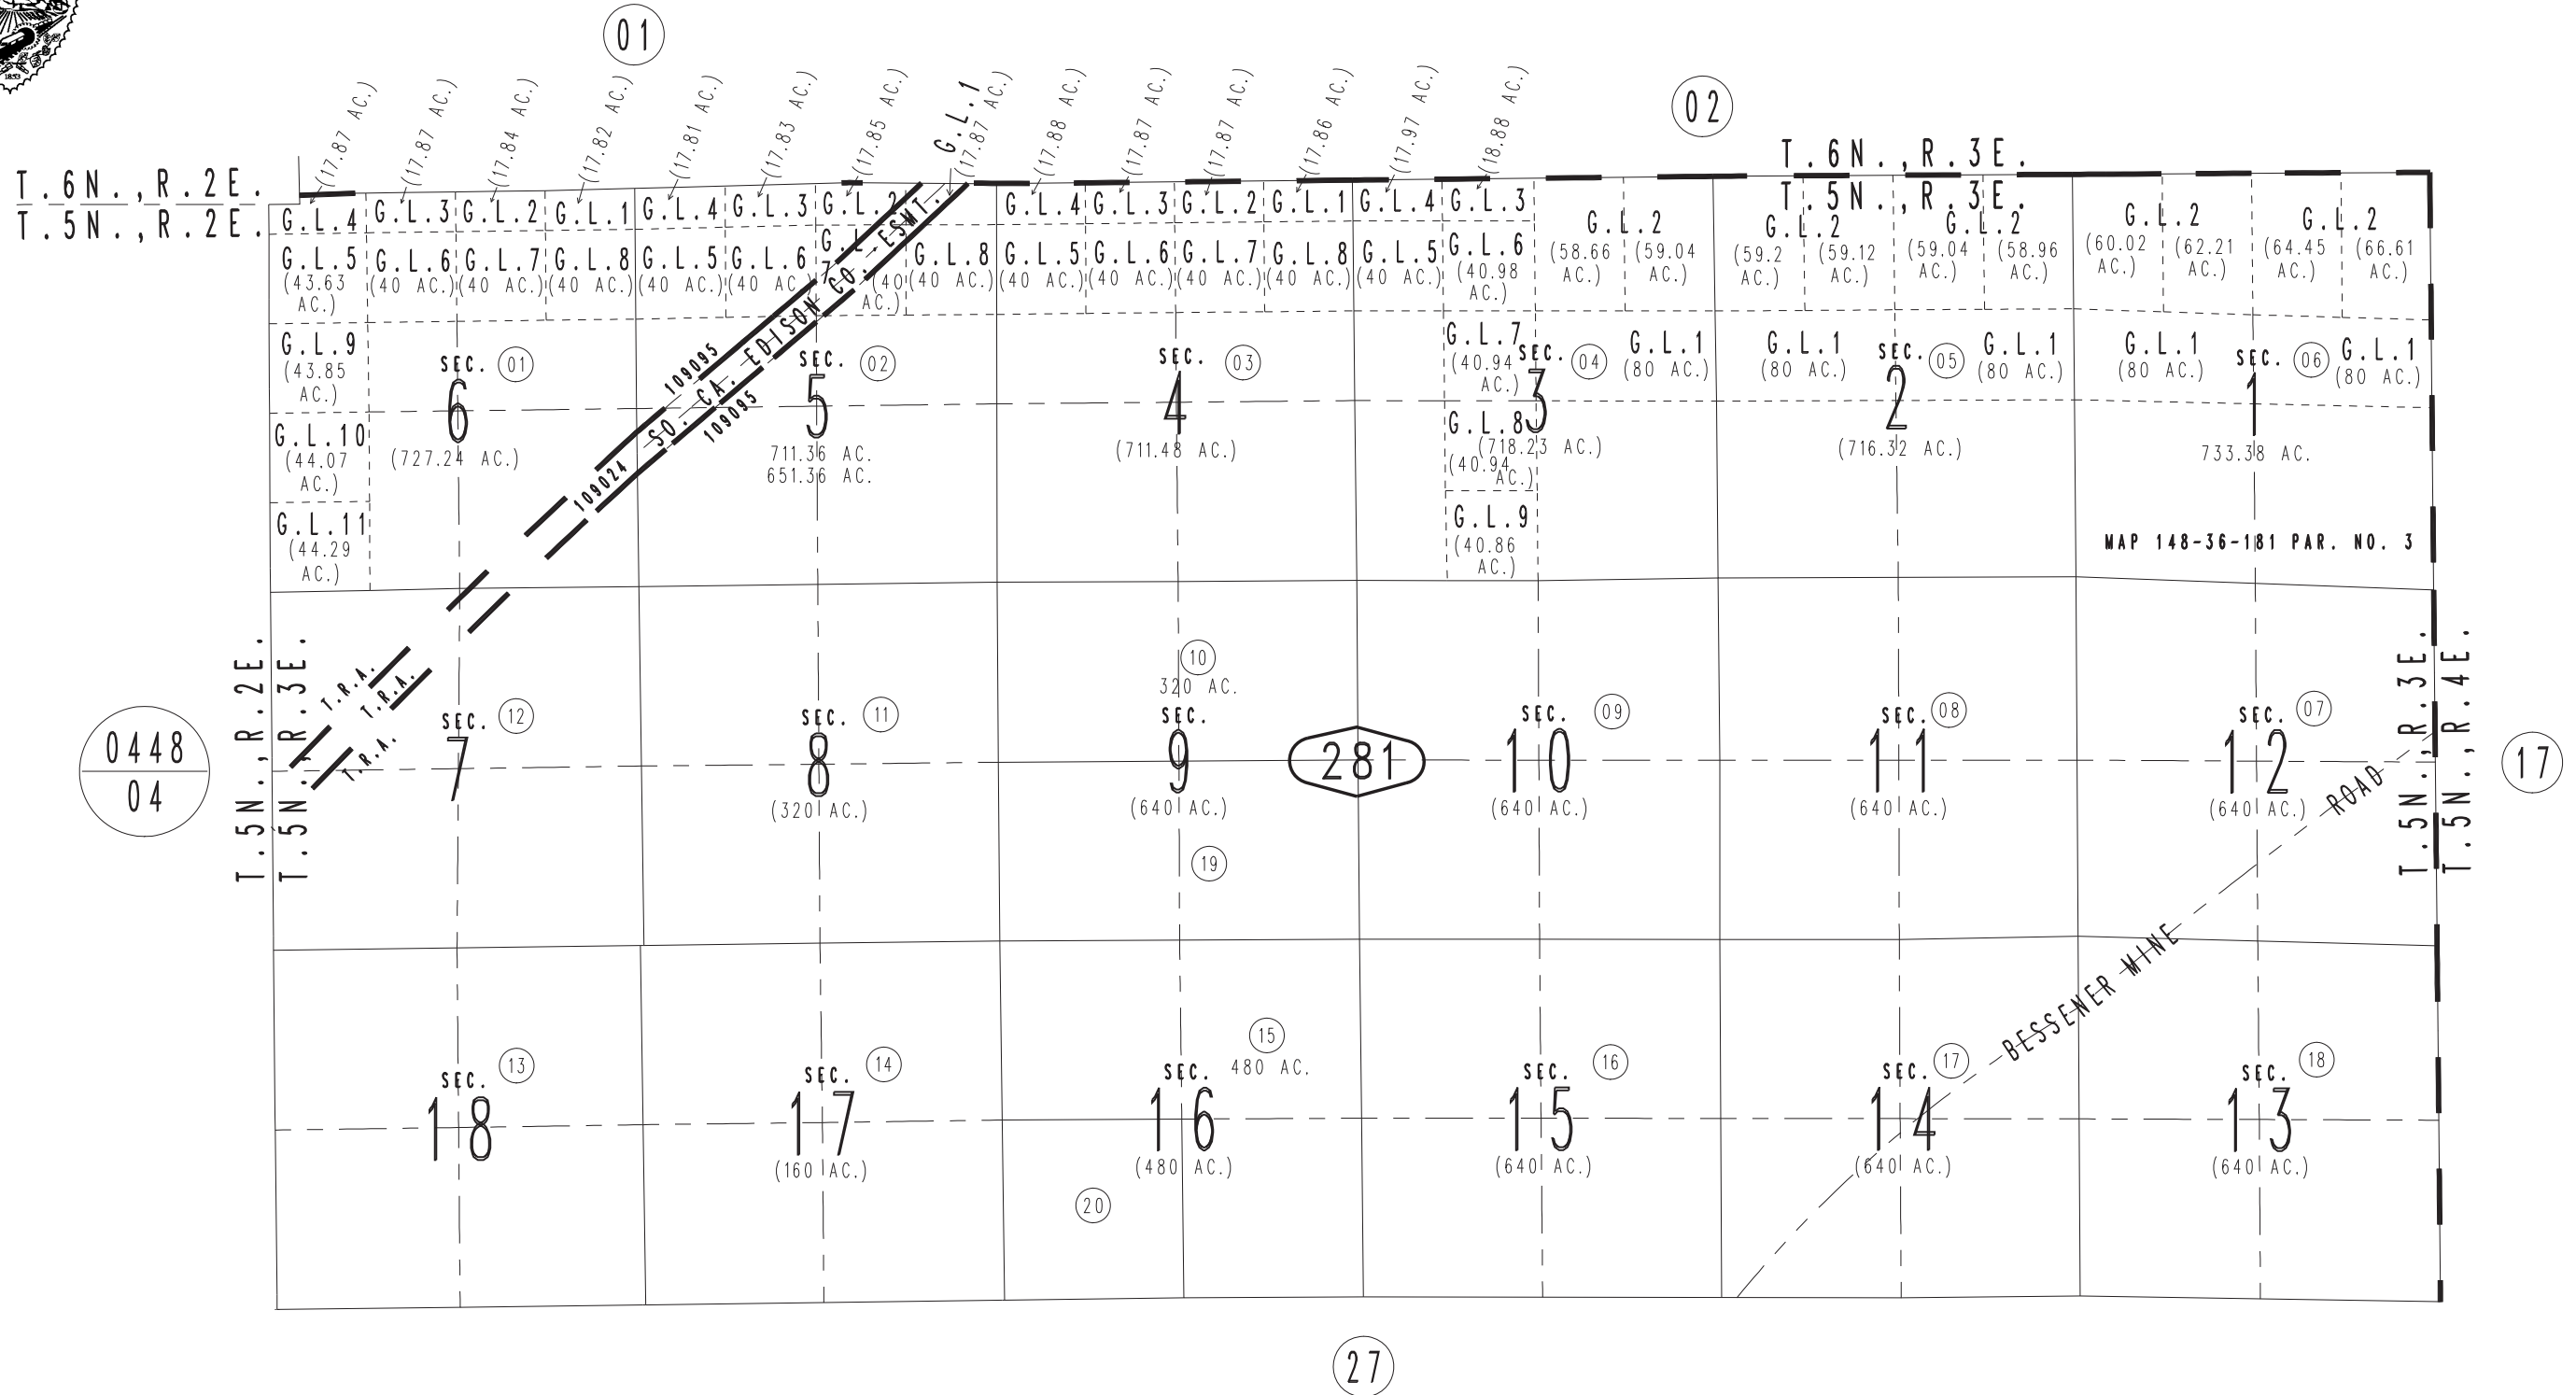 1853
01
02
(17.87 AC.)
(17.87 AC.)
(17.84 AC.)
(17.82 AC.)
(17.81 AC.)
(17.83 AC.)
(17.85 AC.)
G.L.1
(17.87 AC.)
(17.88 AC.)
(17.87 AC.)
(17.87 AC.)
(17.86 AC.)
(17.97 AC.)
(18.88 AC.)
T.6N.,R.2E.
T.5N.,R.2E.
T.6N.,R.3E.
T.5N.,R.3E.
G.L.4 G.L.3 G.L.2 G.L.1 G.L.4 G.L.3 G.L.2 G.L.4 G.L.3 G.L.2 G.L.1 G.L.4 G.L.3
G.L.2 G.L.2 G.L.2 G.L.2 G.L.2
(58.66 AC.) (59.04 AC.) (59.2 AC.) (59.12 AC.) (59.04 AC.) (58.96 AC.) (60.02 AC.) (62.21 AC.) (64.45 AC.) (66.61 AC.)
G.L.5 G.L.6 G.L.7 G.L.8 G.L.5 G.L.6 G.L. 7 G.L.8 G.L.5 G.L.6 G.L.7 G.L.8 G.L.5 G.L.6
(43.63 AC.) (40 AC.) (40 AC.) (40 AC.) (40 AC.) (40 AC.) (40 AC.) (40 AC.) (40 AC.) (40 AC.) (40 AC.) (40 AC.) (40 AC.) (40.98 AC.)
SO. CA. EDISON CO. ESMT.
109095
109095
109024
G.L.9
(43.85 AC.)
G.L.10
(44.07 AC.)
G.L.11
(44.29 AC.)
SEC. 01
6
(727.24 AC.)
SEC. 02
5
711.36 AC.
651.36 AC.
SEC. 03
4
(711.48 AC.)
G.L.7
(40.94 AC.)
G.L.8
(40.94 AC.)
G.L.9
(40.86 AC.)
SEC. 04
3
(718.23 AC.)
G.L.1
(80 AC.)
G.L.1
(80 AC.)
SEC. 05
2
(716.32 AC.)
G.L.1
(80 AC.)
G.L.1
(80 AC.)
SEC. 06
1
733.38 AC.
G.L.1
(80 AC.)
MAP 148-36-181 PAR. NO. 3
T.5N.,R.2E.
T.5N.,R.3E.
T.R.A.
T.R.A.
T.R.A.
0448
04
SEC. 12
7
SEC. 11
8
(320 AC.)
10
320 AC.
SEC.
9
(640 AC.)
19
281
SEC. 09
10
(640 AC.)
SEC. 08
11
(640 AC.)
SEC. 07
12
(640 AC.)
T.5N.,R.3E.
T.5N.,R.4E.
17
BESSENER MINE ROAD
SEC. 13
18
SEC. 14
17
(160 AC.)
15
480 AC.
SEC.
16
(480 AC.)
20
SEC. 16
15
(640 AC.)
SEC. 17
14
(640 AC.)
SEC. 18
13
(640 AC.)
27